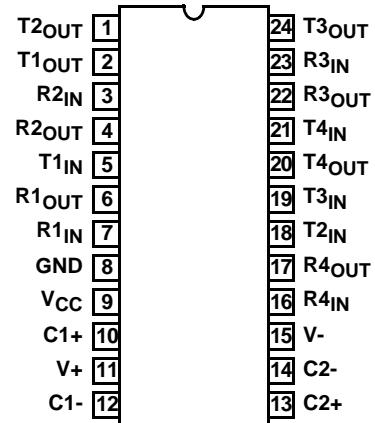 T2OUT 1 24 T3OUT
T1OUT 2 23 R3IN
R2IN 3 22 R3OUT
R2OUT 4 21 T4IN
T1IN 5 20 T4OUT
R1OUT 6 19 T3IN
R1IN 7 18 T2IN
GND 8 17 R4OUT
VCC 9 16 R4IN
C1+ 10 15 V-
V+ 11 14 C2-
C1- 12 13 C2+